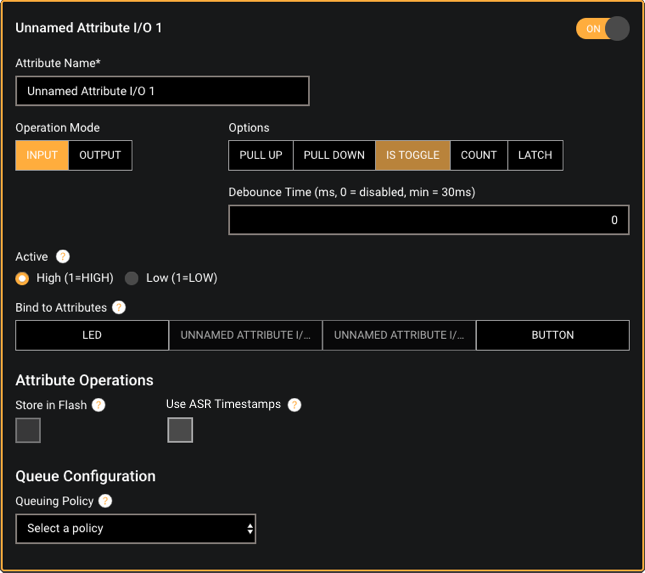 Unnamed Attribute I/O 1
ON
Attribute Name*
Unnamed Attribute I/O 1
Operation Mode
Options
INPUT OUTPUT
PULL UP PULL DOWN IS TOGGLE COUNT LATCH
Debounce Time (ms, 0 = disabled, min = 30ms)
0
Active ?
High (1=HIGH) Low (1=LOW)
Bind to Attributes ?
LED UNNAMED ATTRIBUTE I/... UNNAMED ATTRIBUTE I/... BUTTON
Attribute Operations
Store in Flash ? Use ASR Timestamps ?
Queue Configuration
Queuing Policy ?
Select a policy